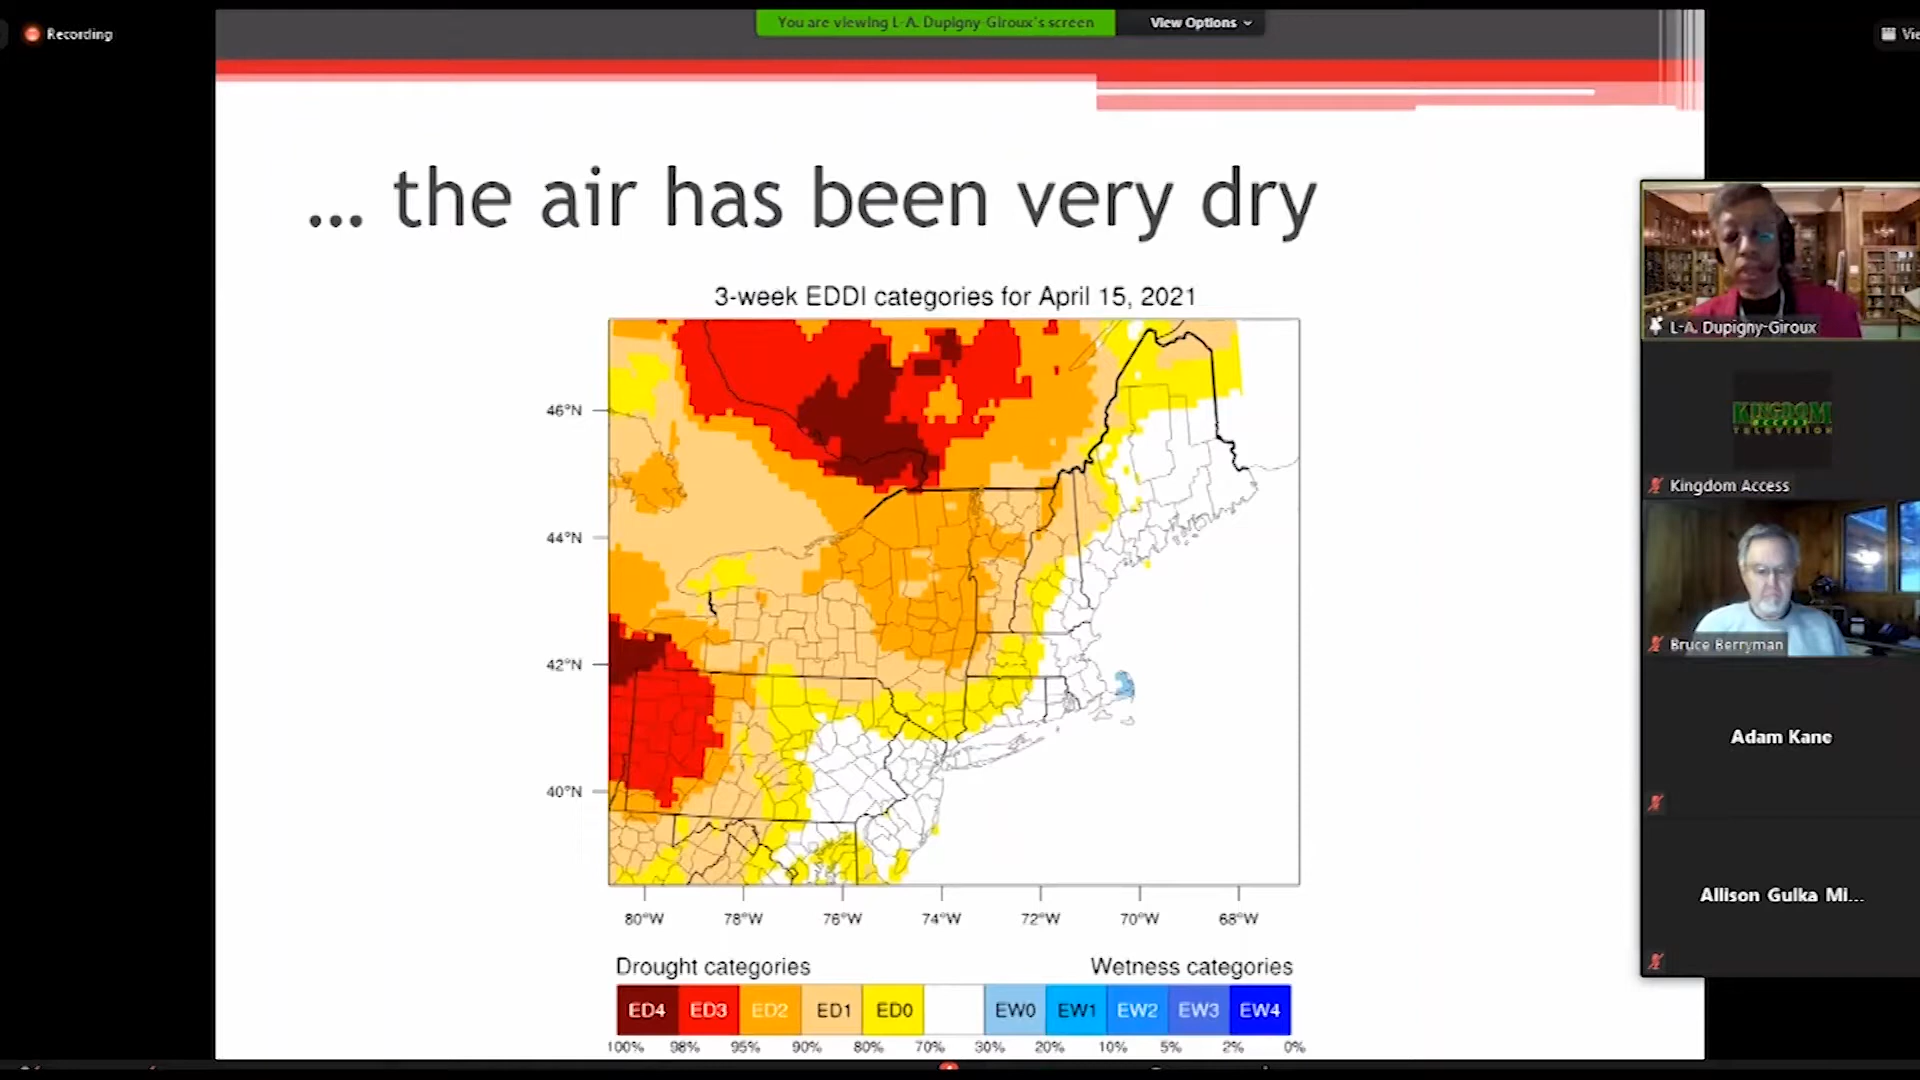 Recording
You are viewing L-A. Dupigny-Giroux's screen
View Options
Vie
... the air has been very dry
3-week EDDI categories for April 15, 2021
46°N
44°N
42°N
40°N
80°W 78°W 76°W 74°W 72°W 70°W 68°W
Drought categories
Wetness categories
ED4 ED3 ED2 ED1 ED0 EW0 EW1 EW2 EW3 EW4
100% 98% 95% 90% 80% 70% 30% 20% 10% 5% 2% 0%
L-A. Dupigny-Giroux
KINGDOM
ACCESS
TELEVISION
Kingdom Access
Bruce Berryman
Adam Kane
Allison Gulka Mi...